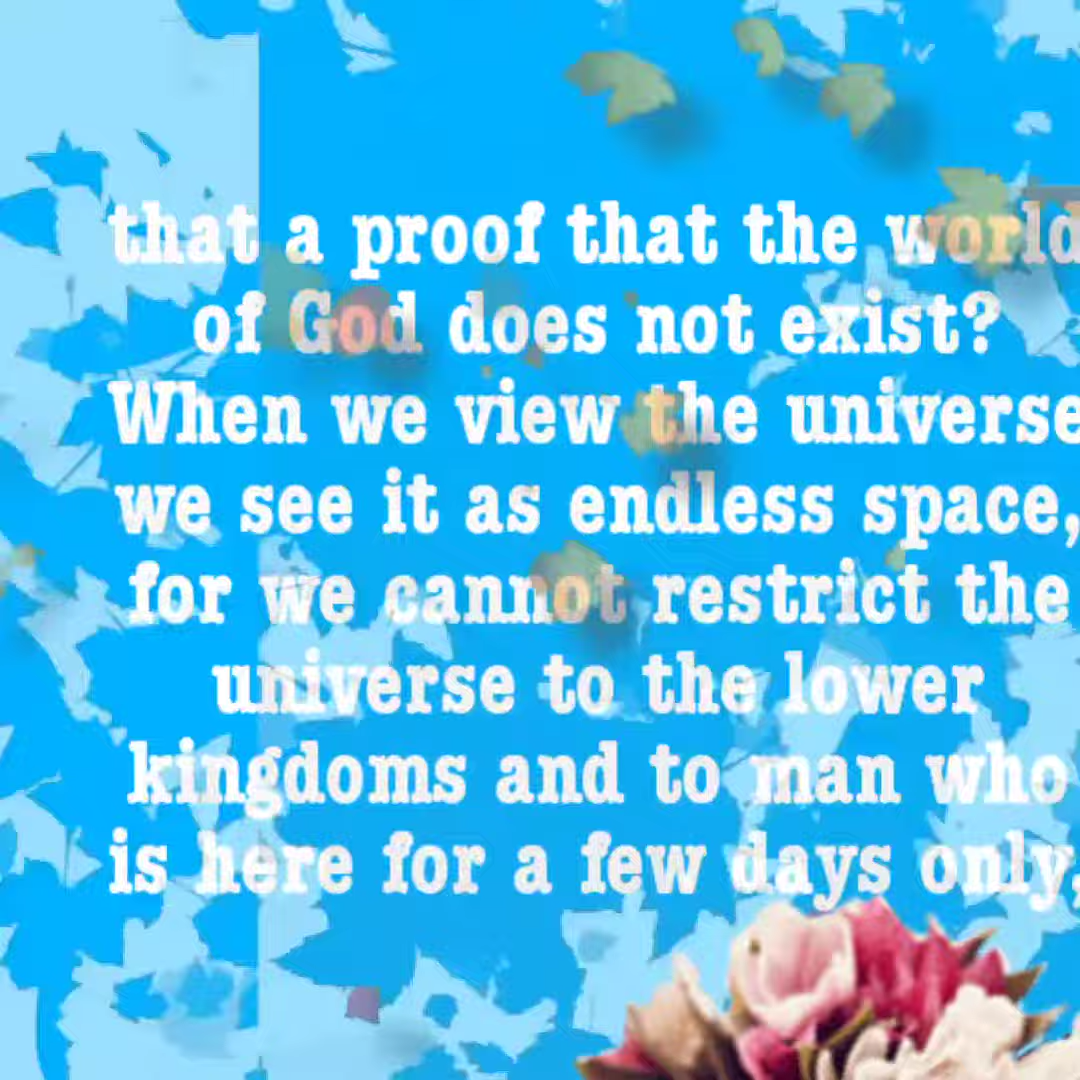 that a proof that the world
of God does not exist?
When we view the universe
we see it as endless space,
for we cannot restrict the
universe to the lower
kingdoms and to man who
is here for a few days only,